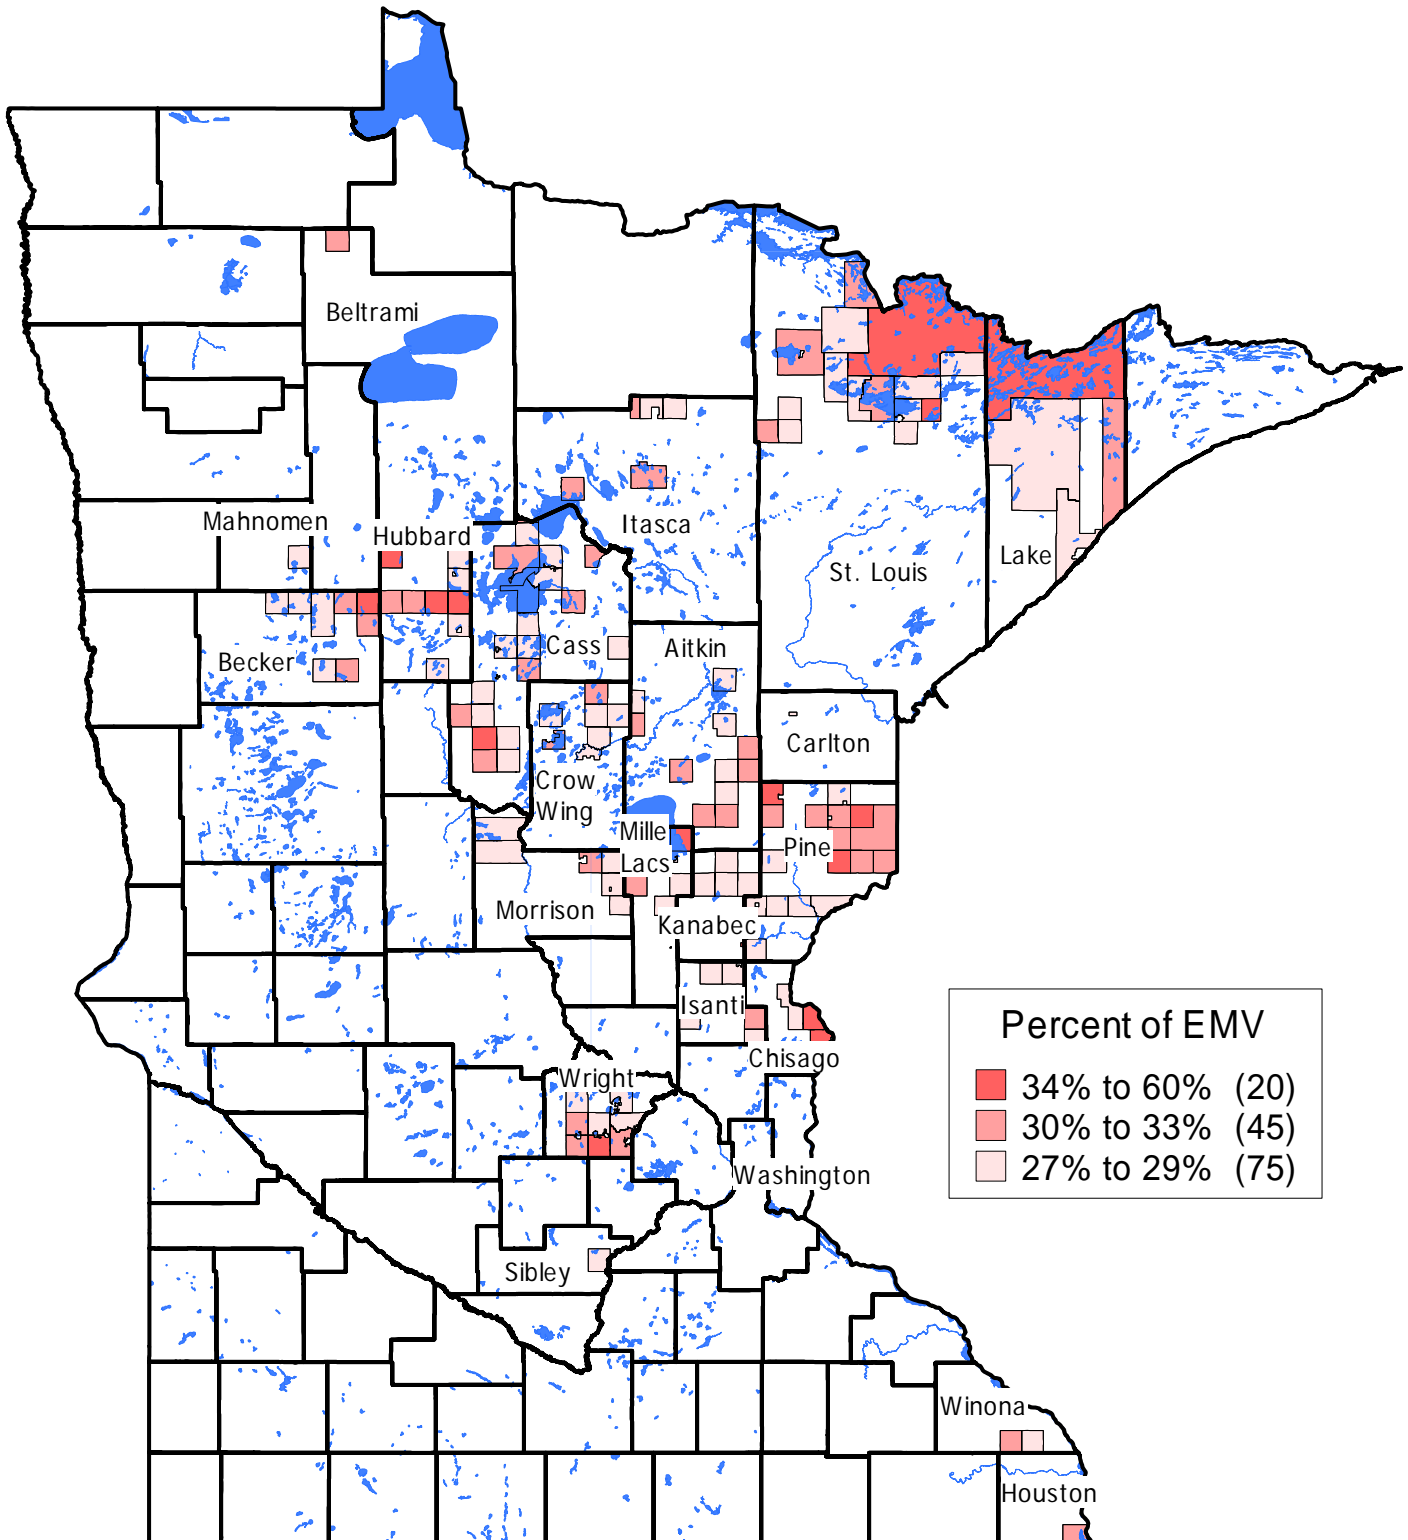 Beltrami
Mahnomen
Hubbard
Itasca
Lake
St. Louis
Cass
Aitkin
Becker
Carlton
Crow
Wing
Mille
Lacs
Pine
Morrison
Kanabec
Isanti
Chisago
Wright
Washington
Sibley
Winona
Houston
Percent of EMV
34% to 60% (20)
30% to 33% (45)
27% to 29% (75)